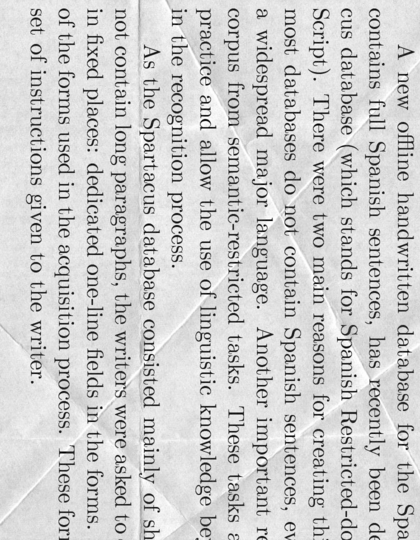 A new offline handwritten database for the Spa
contains full Spanish sentences, has recently been de
cus database (which stands for Spanish Restricted-do
Script). There were two main reasons for creating thi
most databases do not contain Spanish sentences, ev
a widespread major language. Another important re
corpus from semantic-restricted tasks. These tasks a
practice and allow the use of linguistic knowledge be
in the recognition process.
As the Spartacus database consisted mainly of sh
not contain long paragraphs, the writers were asked to
in fixed places: dedicated one-line fields in the forms.
of the forms used in the acquisition process. These for
set of instructions given to the writer.